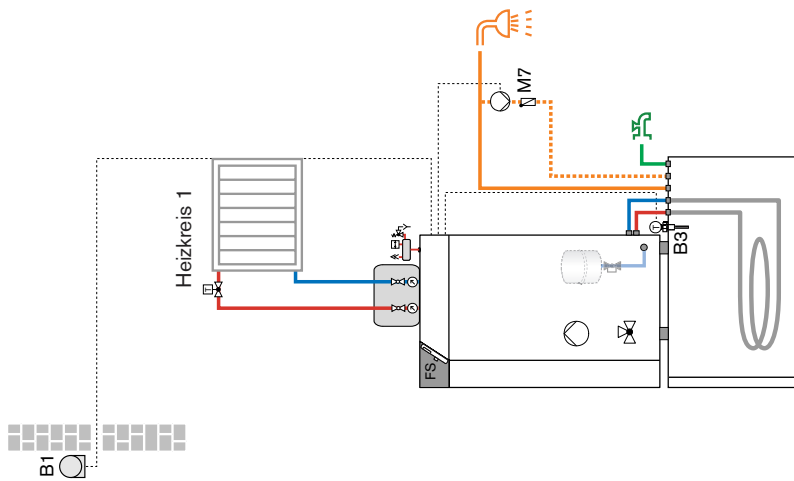 M7
Heizkreis 1
T
T
B3
FS
B1